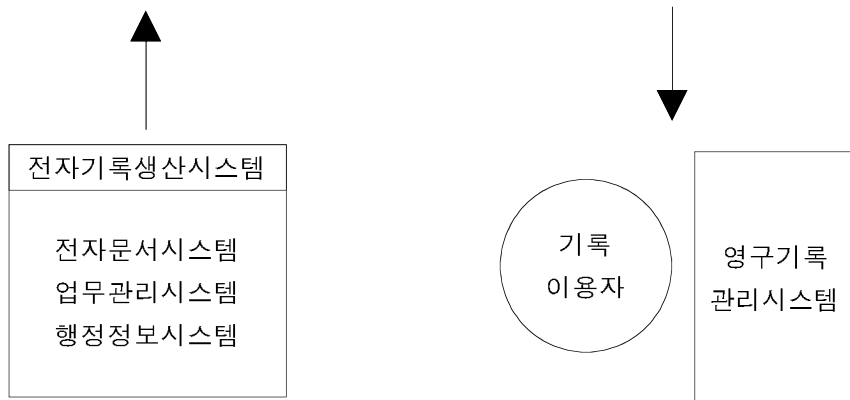 전자기록생산시스템
전자문서시스템
업무관리시스템
행정정보시스템
기록
이용자
영구기록
관리시스템